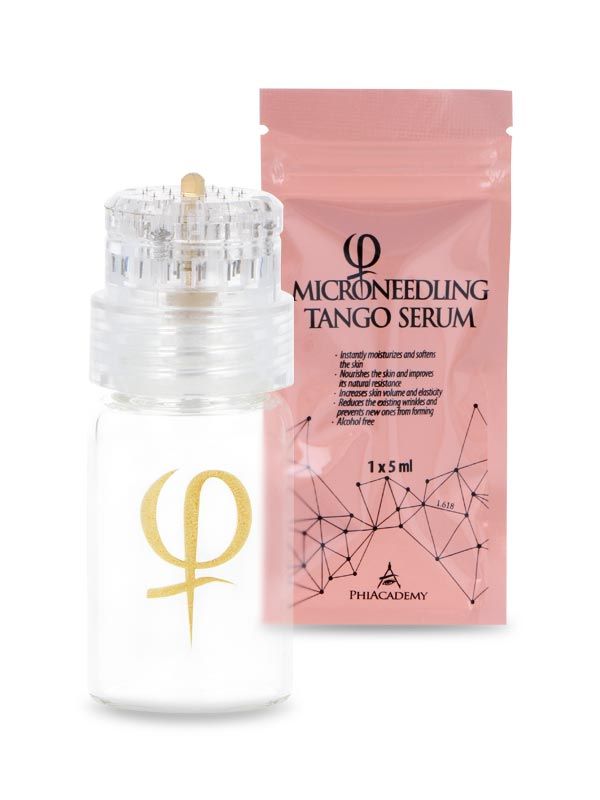 φ
MICRONEEDLING
TANGO SERUM
· Instantly moisturizes and softens
the skin
· Nourishes the skin and improves
its natural resistance
· Increases skin volume and elasticity
· Reduces the existing wrinkles and
prevents new ones from forming
· Alcohol free
1 x 5 ml
1.618
PHIACADEMY
φ